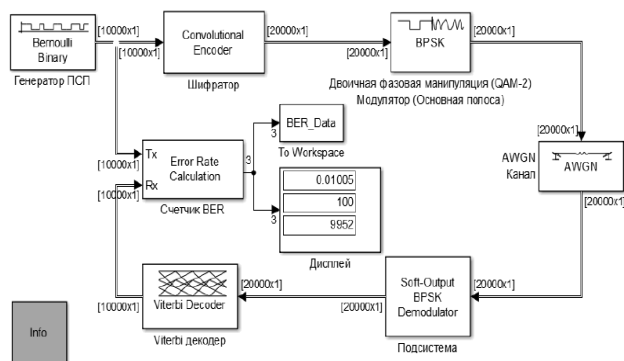 Bernoulli
Binary
Генератор ПСП
[10000x1]
[10000x1]
Convolutional
Encoder
Шифратор
[20000x1]
[20000x1]
BPSK
Двоичная фазовая манипуляция (QAM-2)
Модулятор (Основная полоса)
[20000x1]
[20000x1]
AWGN
Канал
AWGN
[20000x1]
[10000x1]
Tx
Rx
[10000x1]
Error Rate
Calculation
Счетчик BER
3
3
BER_Data
To Workspace
3
0.01005
100
9952
Дисплей
[10000x1]
Viterbi Decoder
Viterbi декодер
[20000x1]
[20000x1]
Soft-Output
BPSK
Demodulator
Подсистема
[20000x1]
Info